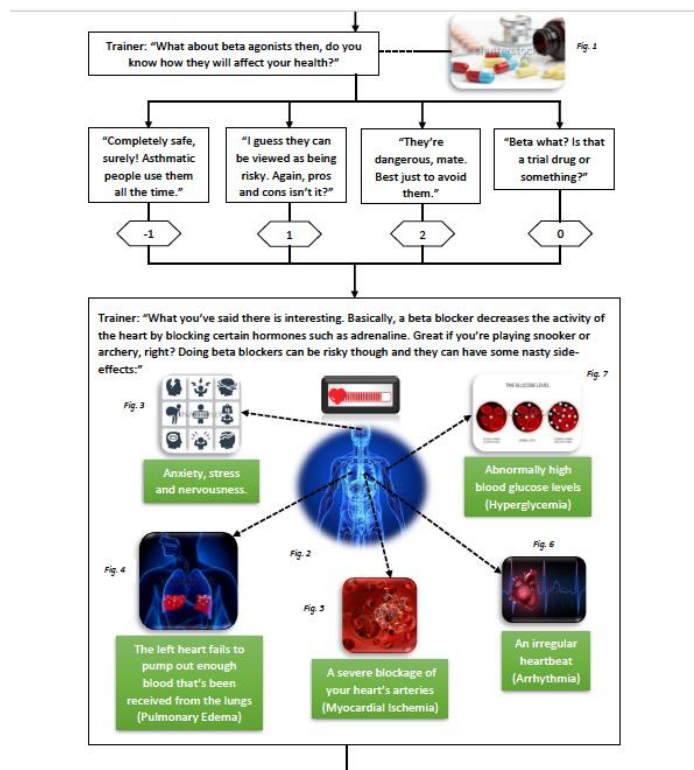 Trainer: “What about beta agonists then, do you
know how they will affect your health?”
Fig. 1
“Completely safe,
surely! Asthmatic
people use them
all the time.”
“I guess they can
be viewed as being
risky. Again, pros
and cons isn’t it?”
“They’re
dangerous, mate.
Best just to avoid
them.”
“Beta what? Is that
a trial drug or
something?”
-1
1
2
0
Trainer: “What you’ve said there is interesting. Basically, a beta blocker decreases the activity of
the heart by blocking certain hormones such as adrenaline. Great if you’re playing snooker or
archery, right? Doing beta blockers can be risky though and they can have some nasty side-
effects:”
Fig. 7
Fig. 3
THE GLUCOSE LEVEL
Anxiety, stress
and nervousness.
Abnormally high
blood glucose levels
(Hyperglycemia)
Fig. 4
Fig. 2
Fig. 6
Fig. 5
The left heart fails to
pump out enough
blood that’s been
received from the lungs
(Pulmonary Edema)
A severe blockage of
your heart’s arteries
(Myocardial Ischemia)
An irregular
heartbeat
(Arrhythmia)